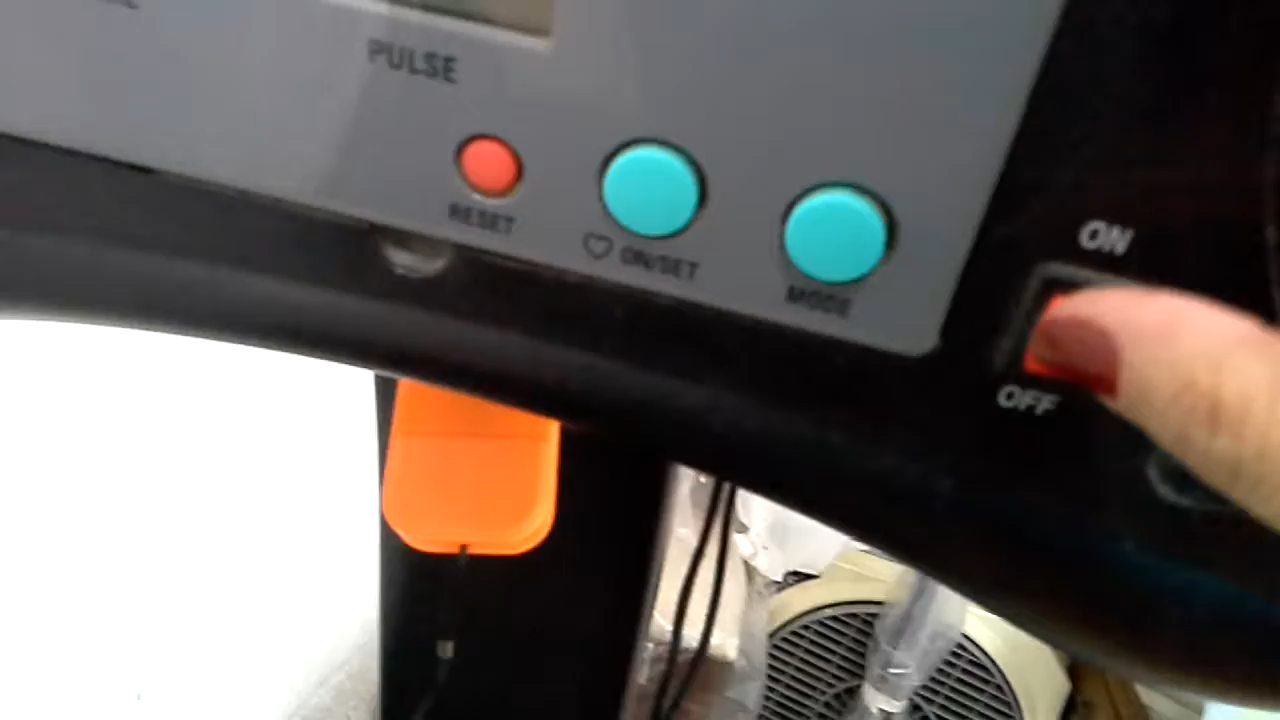 PULSE
RESET
ON/SET
MODE
ON
OFF